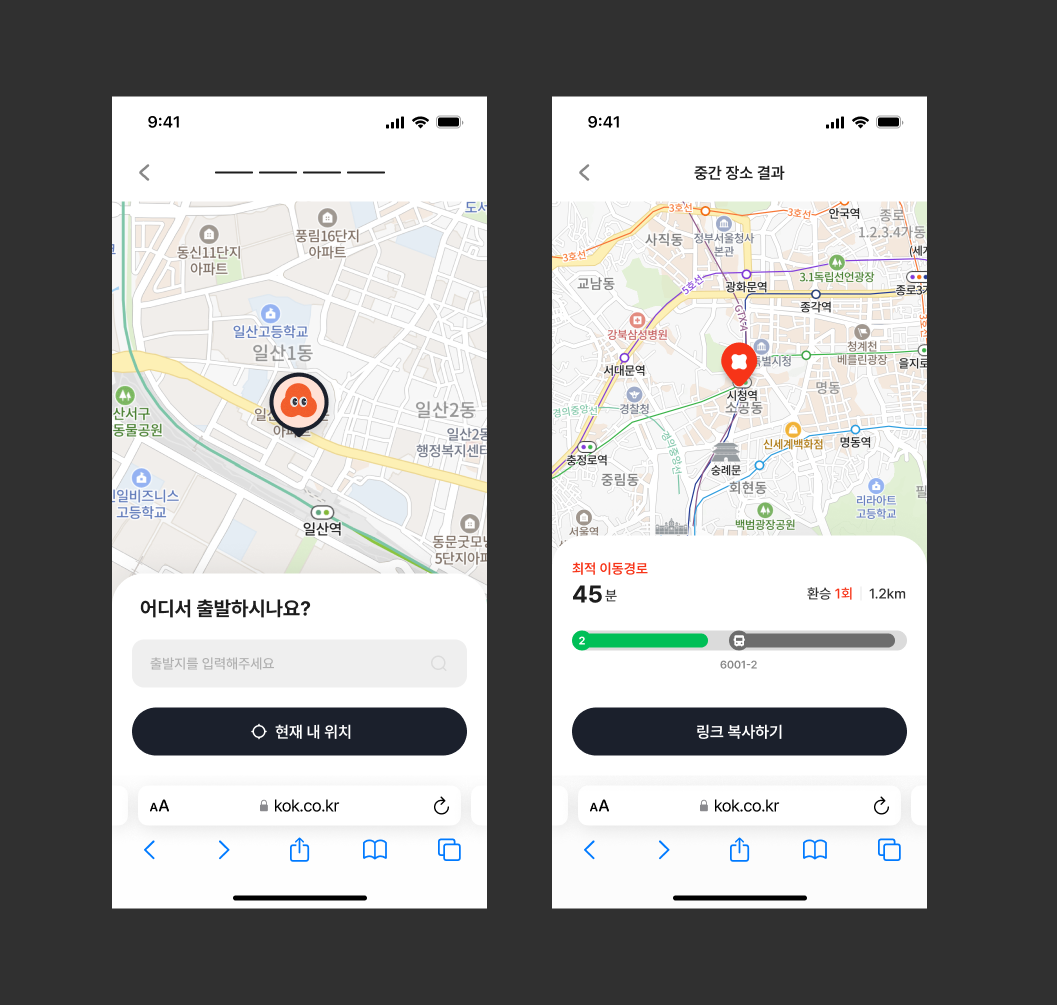 9:41
도서
풍림16단지
아파트
동신11단지
아파트
일산고등학교
일산1동
산서구
동물공원
일산2동
일산2동
행정복지센터
아파트
일비즈니스
고등학교
일산역
동문굿모닝
5단지아파
어디서 출발하시나요?
출발지를 입력해주세요
현재 내 위치
AA
kok.co.kr
9:41
중간 장소 결과
3호선
3호선
안국역
종로
1.2.3.4가동
사직동
정부서울청사
본관
(세
3호선
3.1독립선언광장
교남동
5호선
광화문역
종로3가
종각역
GTX-A
강북삼성병원
3호선
청계천
베를린광장
특별시청
을지로
서대문역
명동
시청역
소공동
경찰청
경의중앙선
신세계백화점
명동역
경의중앙선
충정로역
숭례문
중림동
회현동
리라아트
고등학교
필
서울역
백범광장공원
최적 이동경로
45분
환승 1회
1.2km
2
6001-2
링크 복사하기
AA
kok.co.kr